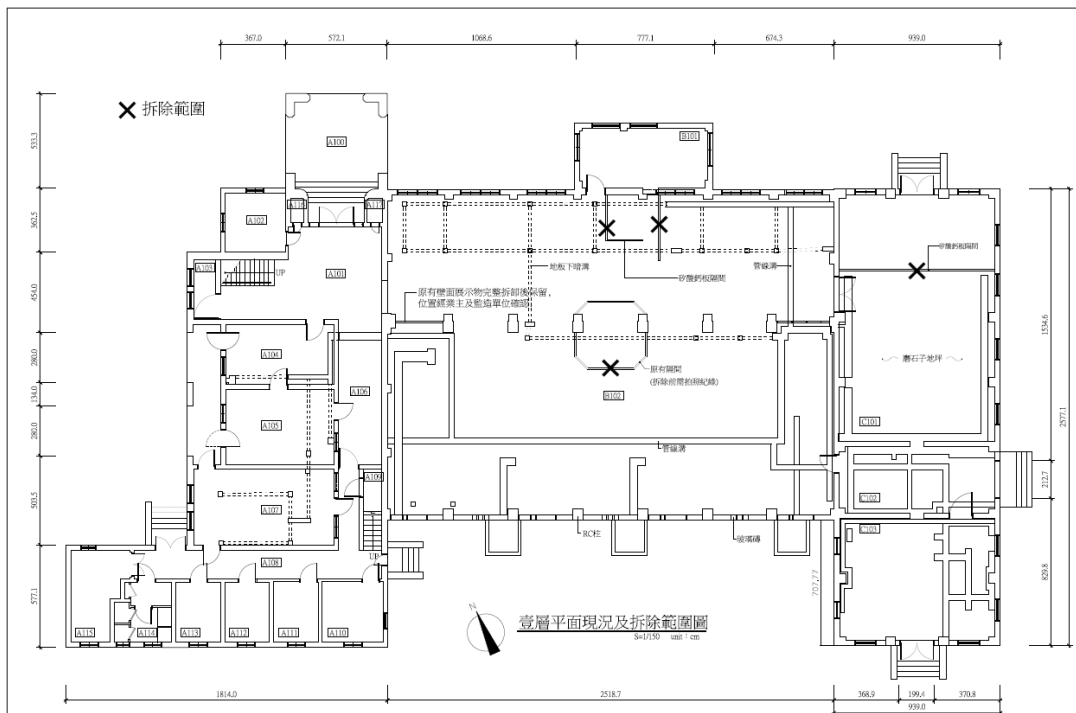 367.0
572.1
1068.6
777.1
674.3
939.0
拆除範圍
B101
A100
533.3
A116
A117
A102
362.5
矽酸鈣板隔間
A103
UP
A101
地板下暗溝
矽酸鈣板隔間
管線溝
454.0
原有壁面展示物完整拆卸後保留,
位置經業主及監造單位確認
1534.6
A104
280.0
磨石子地坪
A106
原有隔間
(拆除前需拍照紀錄)
134.0
B102
2577.1
A105
280.0
C101
管線溝
A109
212.7
503.5
C102
A107
RC柱
玻璃磚
C103
UP
A108
577.1
707.77
829.8
N
壹層平面現況及拆除範圍圖
S=1/150 unit：cm
A115
A114
A113
A112
A111
A110
1814.0
2518.7
368.9
199.4
370.8
939.0